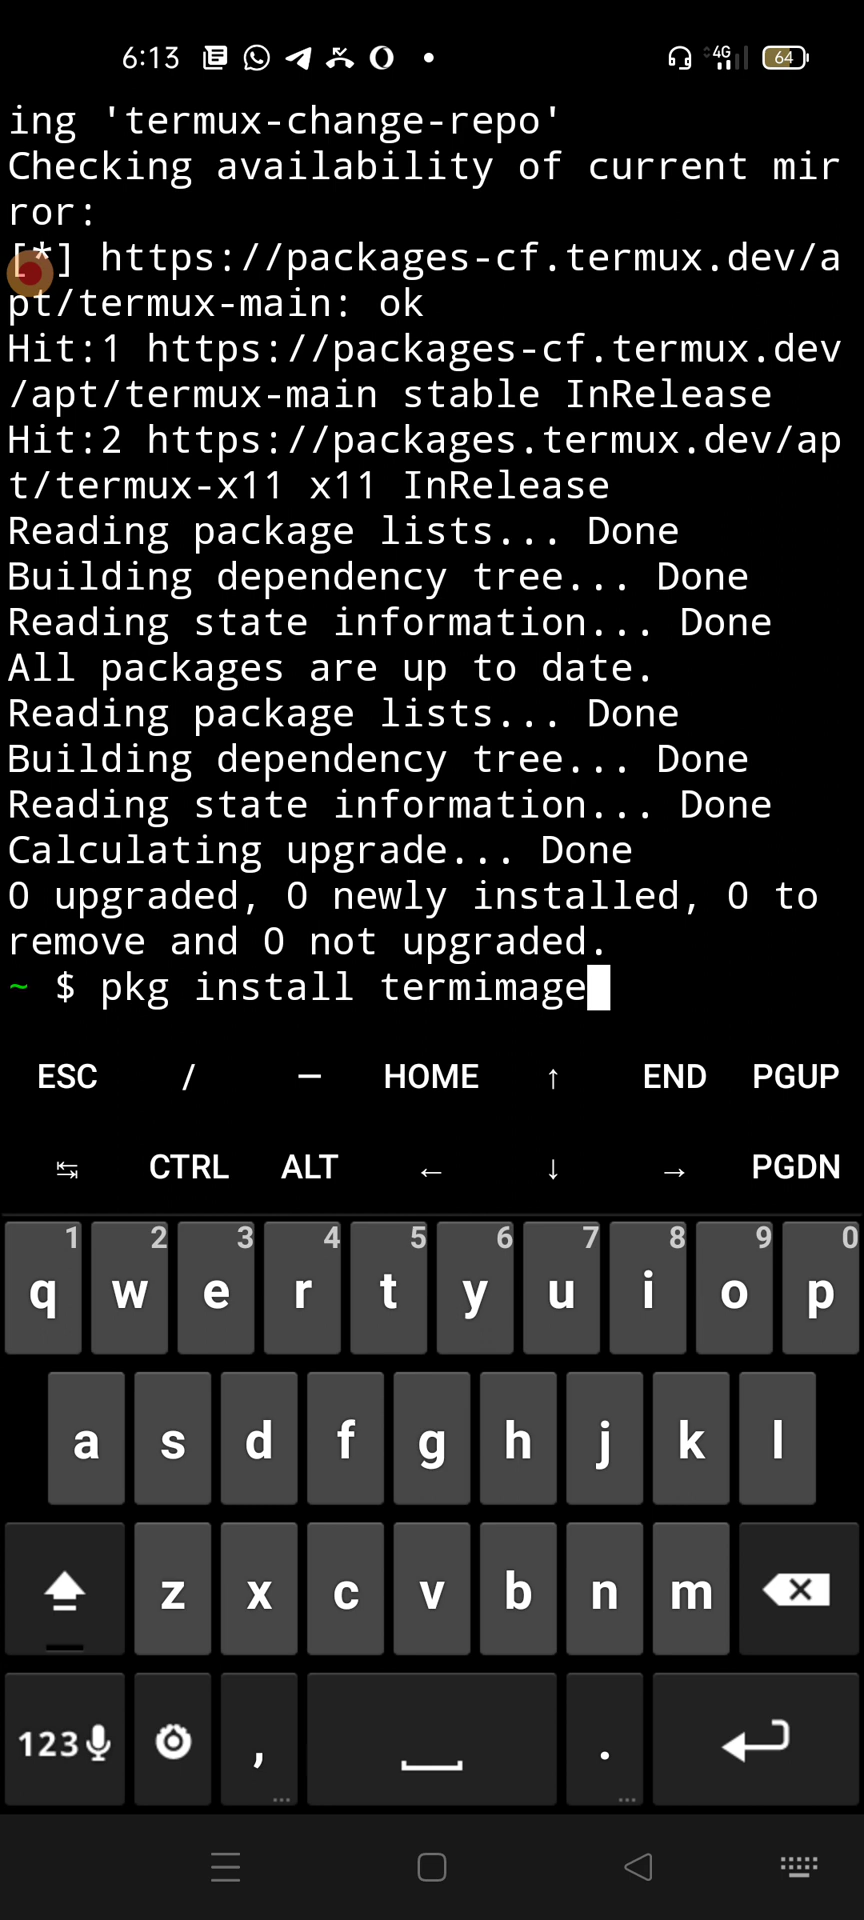 6:13 4G 64
ing 'termux-change-repo'
Checking availability of current mir
ror:
[*] https://packages-cf.termux.dev/a
pt/termux-main: ok
Hit:1 https://packages-cf.termux.dev
/apt/termux-main stable InRelease
Hit:2 https://packages.termux.dev/ap
t/termux-x11 x11 InRelease
Reading package lists... Done
Building dependency tree... Done
Reading state information... Done
All packages are up to date.
Reading package lists... Done
Building dependency tree... Done
Reading state information... Done
Calculating upgrade... Done
0 upgraded, 0 newly installed, 0 to
remove and 0 not upgraded.
~ $ pkg install termimage
ESC / — HOME ↑ END PGUP
↹ CTRL ALT ← ↓ → PGDN
1 2 3 4 5 6 7 8 9 0
q w e r t y u i o p
a s d f g h j k l
z x c v b n m
123 , ... . ...